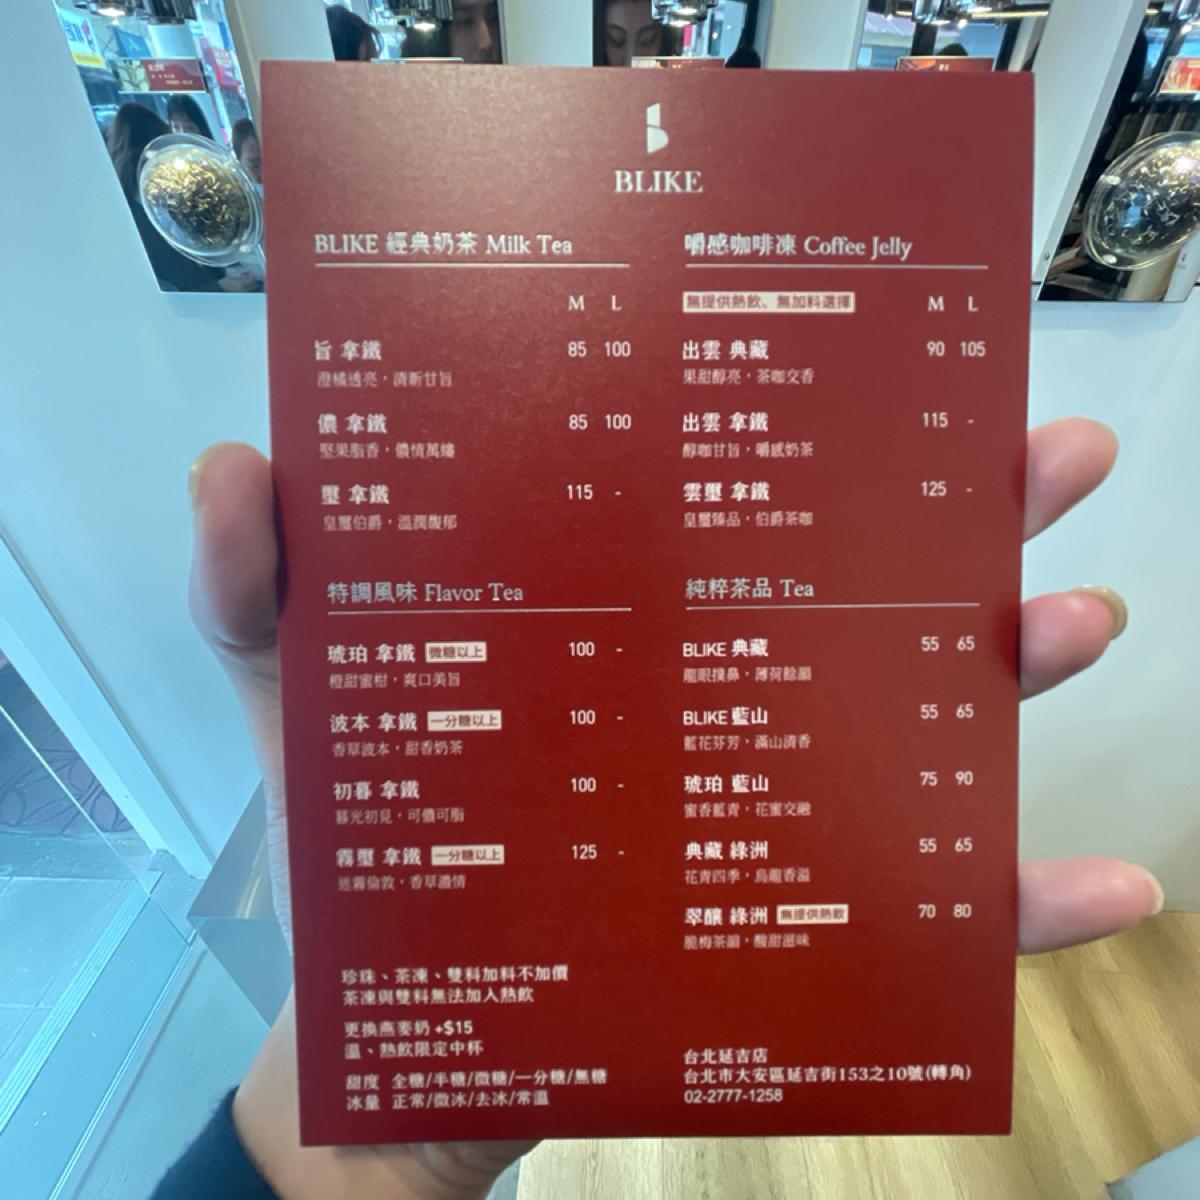 BLIKE
BLIKE 經典奶茶 Milk Tea
M L
旨 拿鐵 85 100
澄橘透亮，清新甘旨
儂 拿鐵 85 100
堅果脂香，儂情萬縷
璽 拿鐵 115 -
皇璽伯爵，溫潤馥郁
特調風味 Flavor Tea
琥珀 拿鐵 微糖以上 100 -
橙甜蜜柑，爽口美旨
波本 拿鐵 一分糖以上 100 -
香草波本，甜香奶茶
初暮 拿鐵 100 -
暮光初見，可儂可脂
霧璽 拿鐵 一分糖以上 125 -
迷霧倫敦，香草濃情
珍珠、茶凍、雙料加料不加價
茶凍與雙料無法加入熱飲
更換燕麥奶 +$15
溫、熱飲限定中杯
甜度 全糖/半糖/微糖/一分糖/無糖
冰量 正常/微冰/去冰/常溫
嚼感咖啡凍 Coffee Jelly
無提供熱飲、無加料選擇 M L
出雲 典藏 90 105
果甜醇亮，茶咖交香
出雲 拿鐵 115 -
醇咖甘旨，嚼感奶茶
雲璽 拿鐵 125 -
皇璽臻品，伯爵茶咖
純粹茶品 Tea
BLIKE 典藏 55 65
龍眼撲鼻，薄荷餘韻
BLIKE 藍山 55 65
藍花芬芳，滿山清香
琥珀 藍山 75 90
蜜香藍青，花蜜交融
典藏 綠洲 55 65
花青四季，烏龍香溢
翠釀 綠洲 無提供熱飲 70 80
脆梅茶韻，酸甜滋味
台北延吉店
台北市大安區延吉街153之10號(轉角)
02-2777-1258